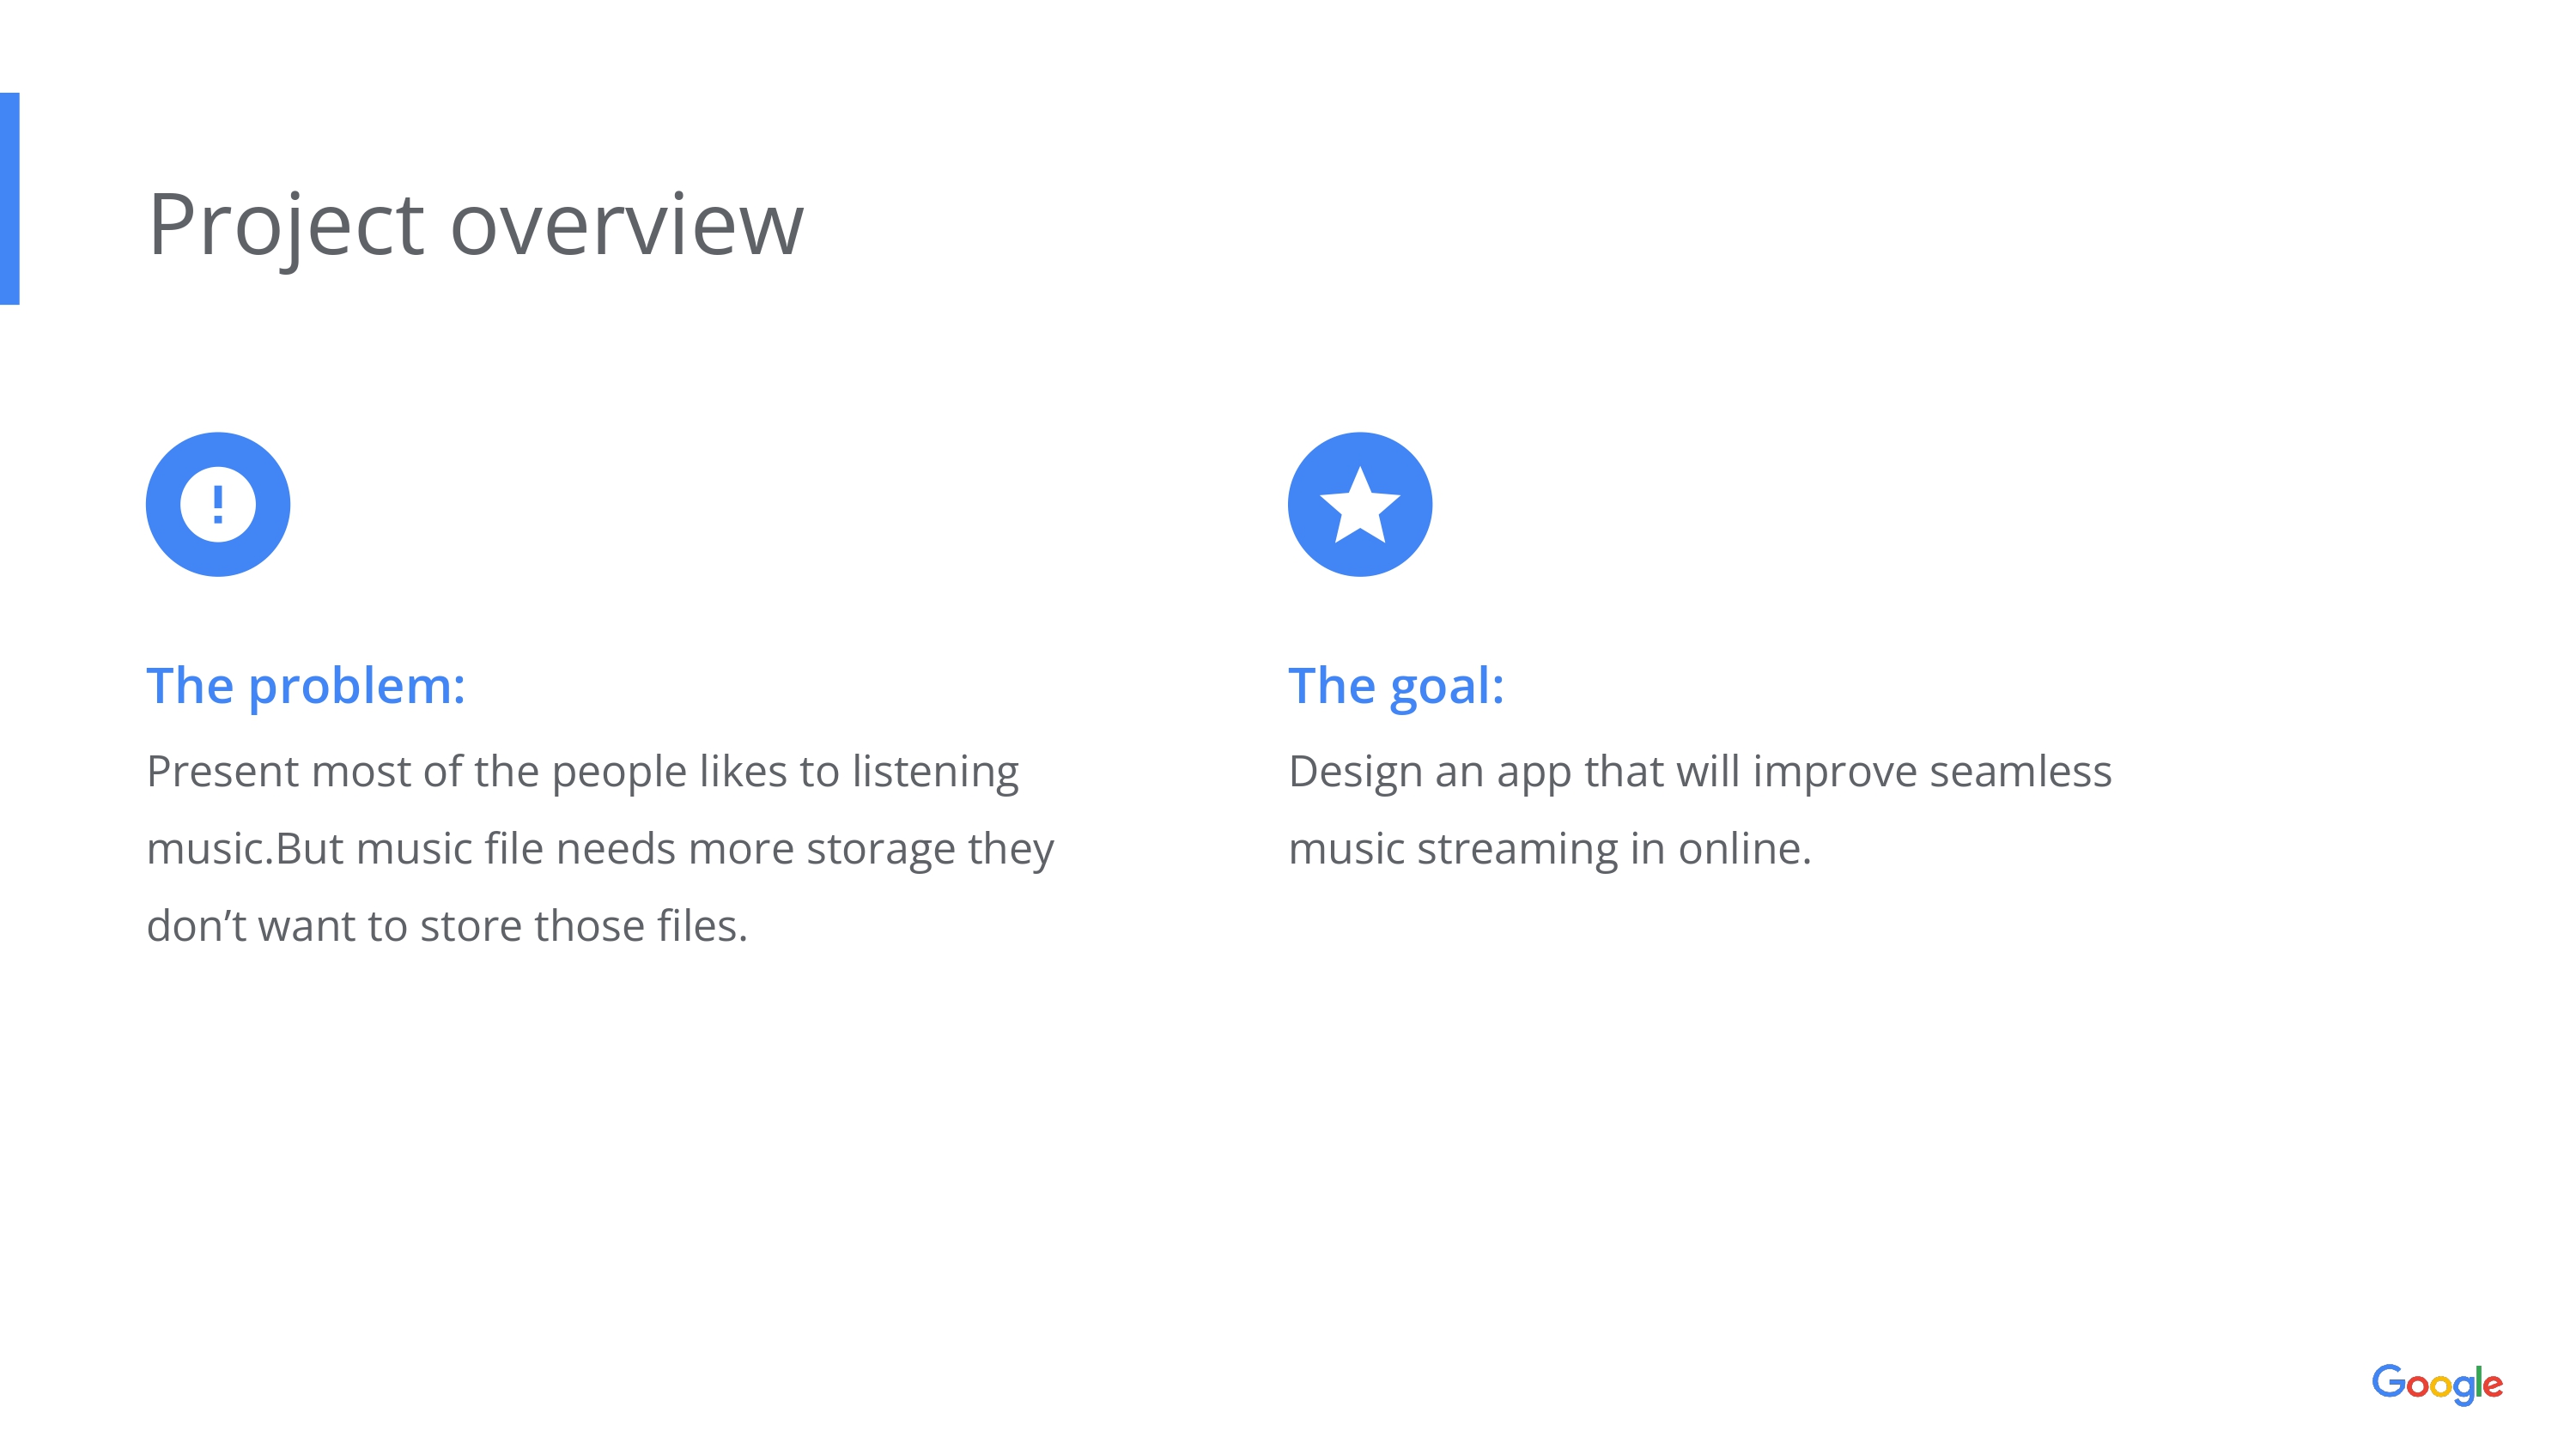 Project overview
The problem:
Present most of the people likes to listening
music.But music file needs more storage they
don’t want to store those files.
The goal:
Design an app that will improve seamless
music streaming in online.
Google